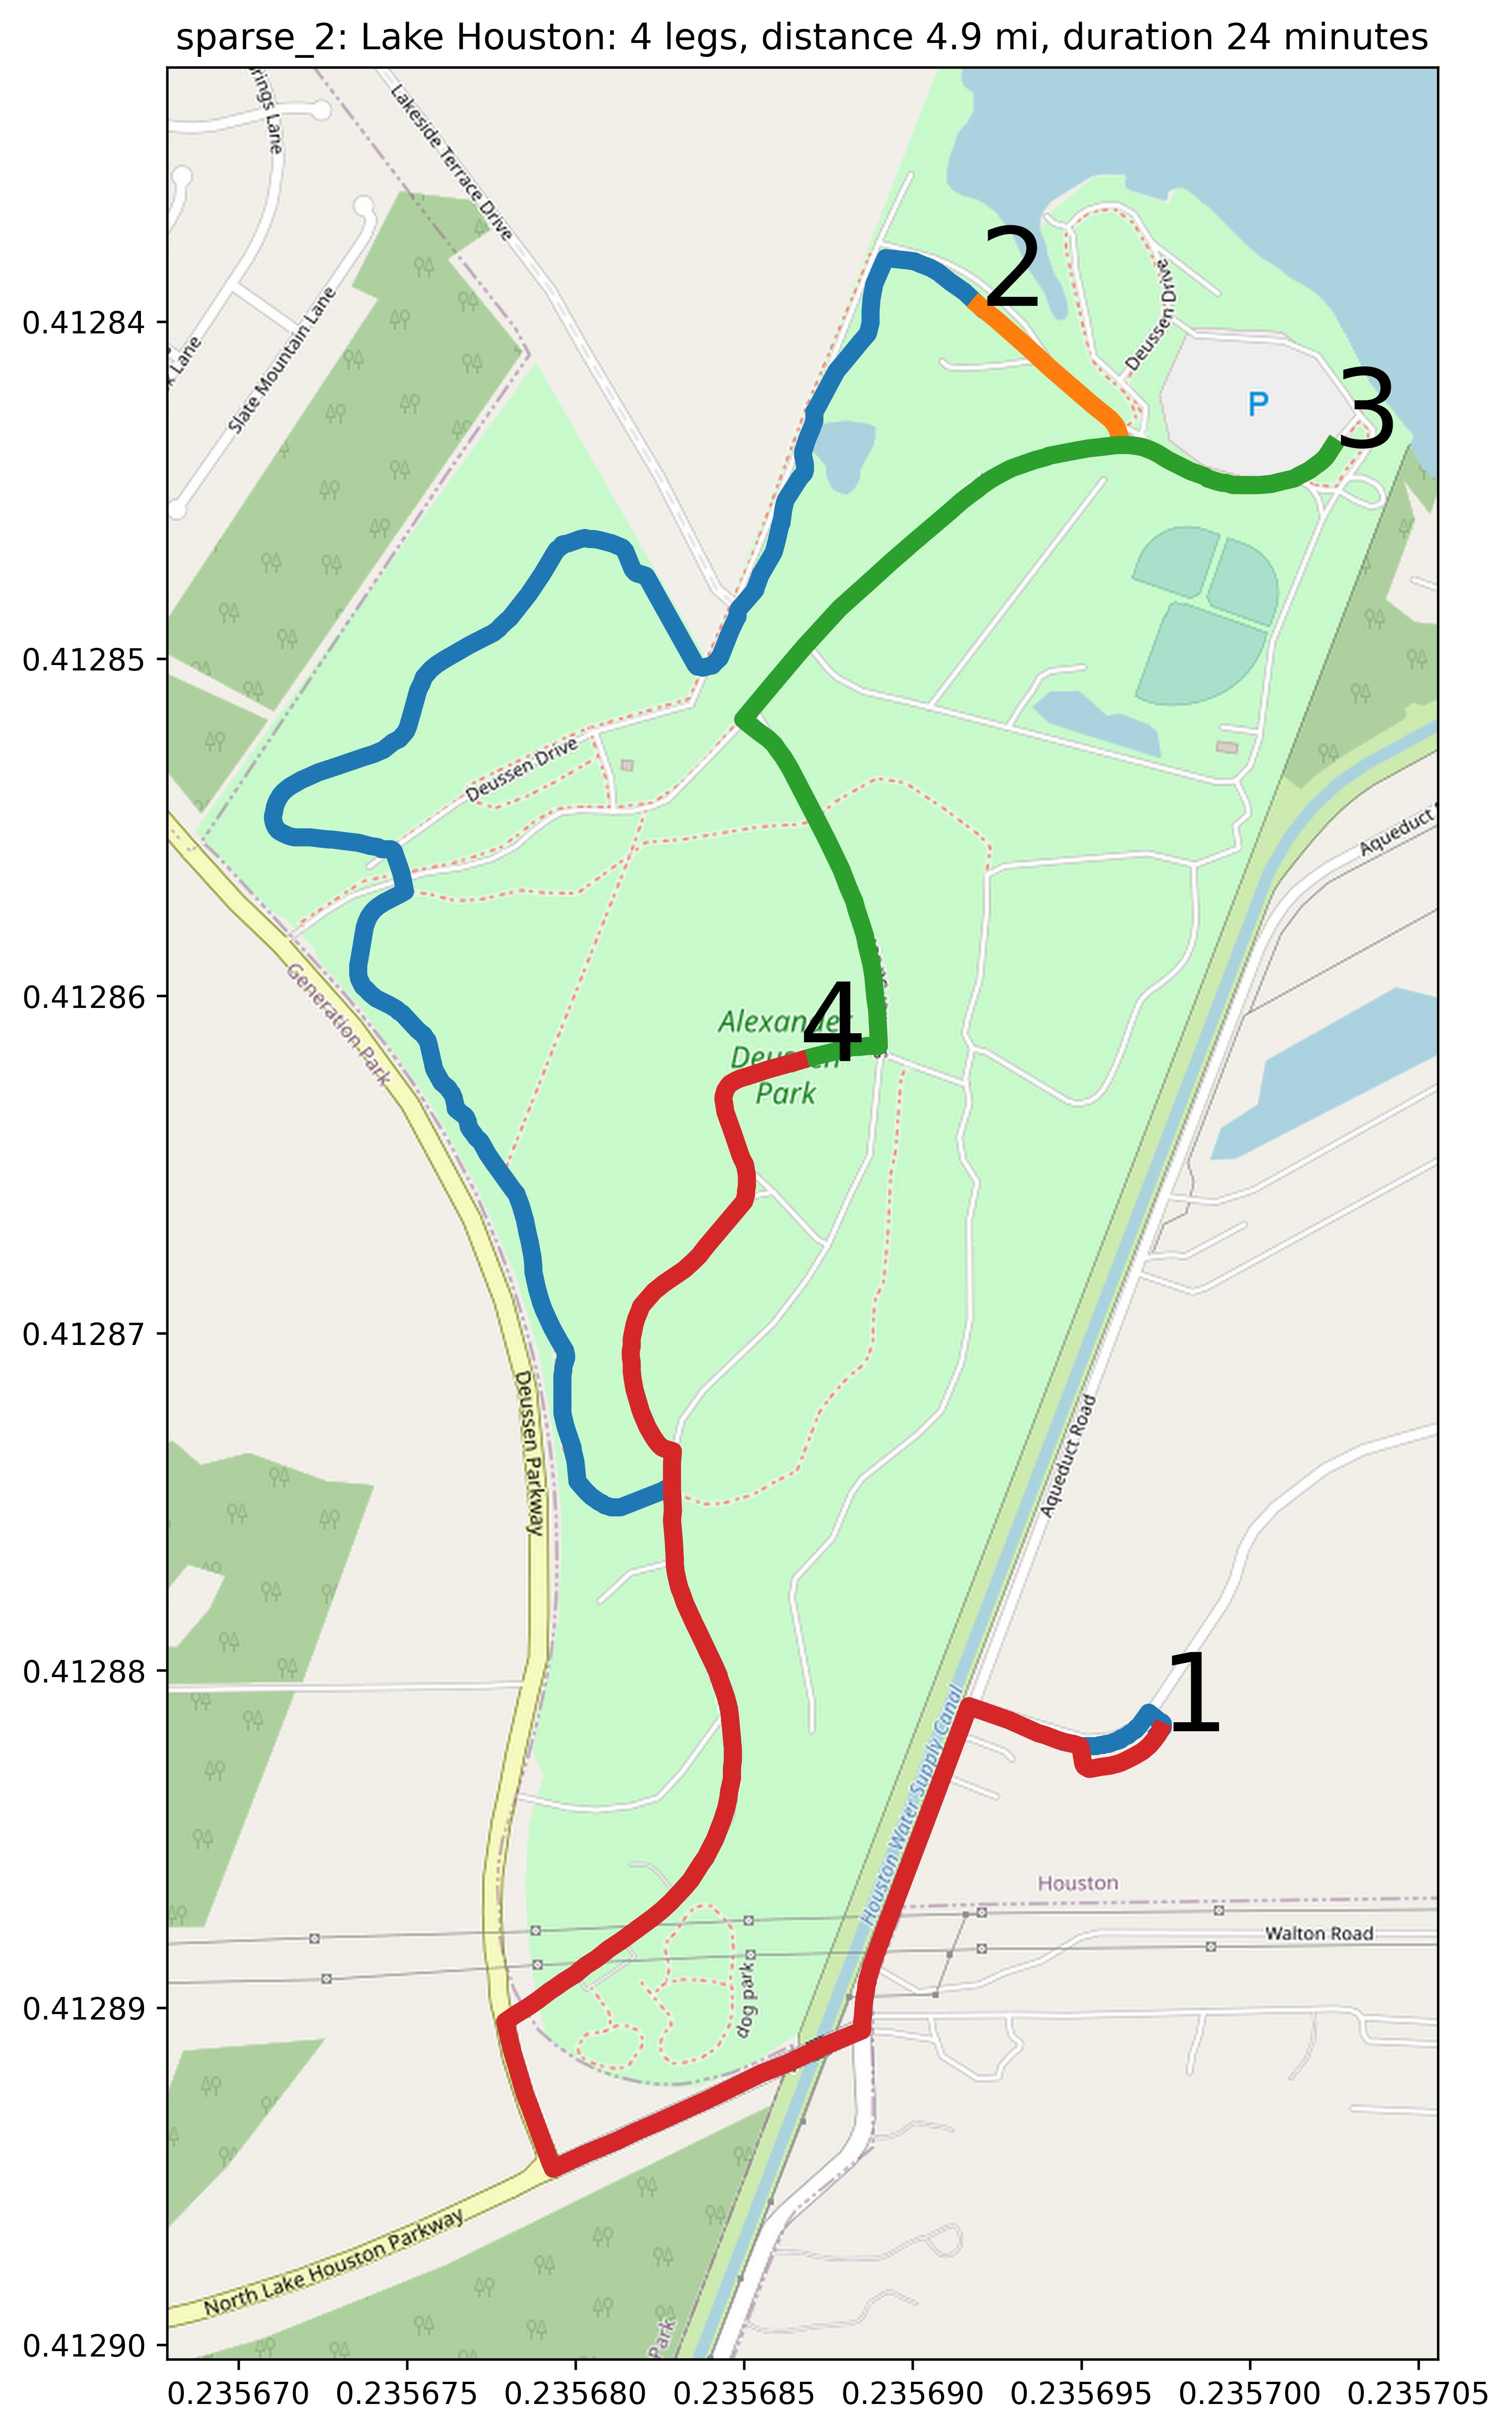 sparse_2: Lake Houston: 4 legs, distance 4.9 mi, duration 24 minutes
rings Lane
Lakeside Terrace Drive
k Lane
Slate Mountain Lane
2
Deussen Drive
P
3
0.41284
0.41285
Deussen Drive
Aqueduct
Generation Park
0.41286
4
Alexander
Deussen
Park
0.41287
Deussen Parkway
Aqueduct Road
0.41288
1
Houston Water Supply Canal
Houston
Walton Road
dog park
0.41289
North Lake Houston Parkway
Park
0.41290
0.235670 0.235675 0.235680 0.235685 0.235690 0.235695 0.235700 0.235705